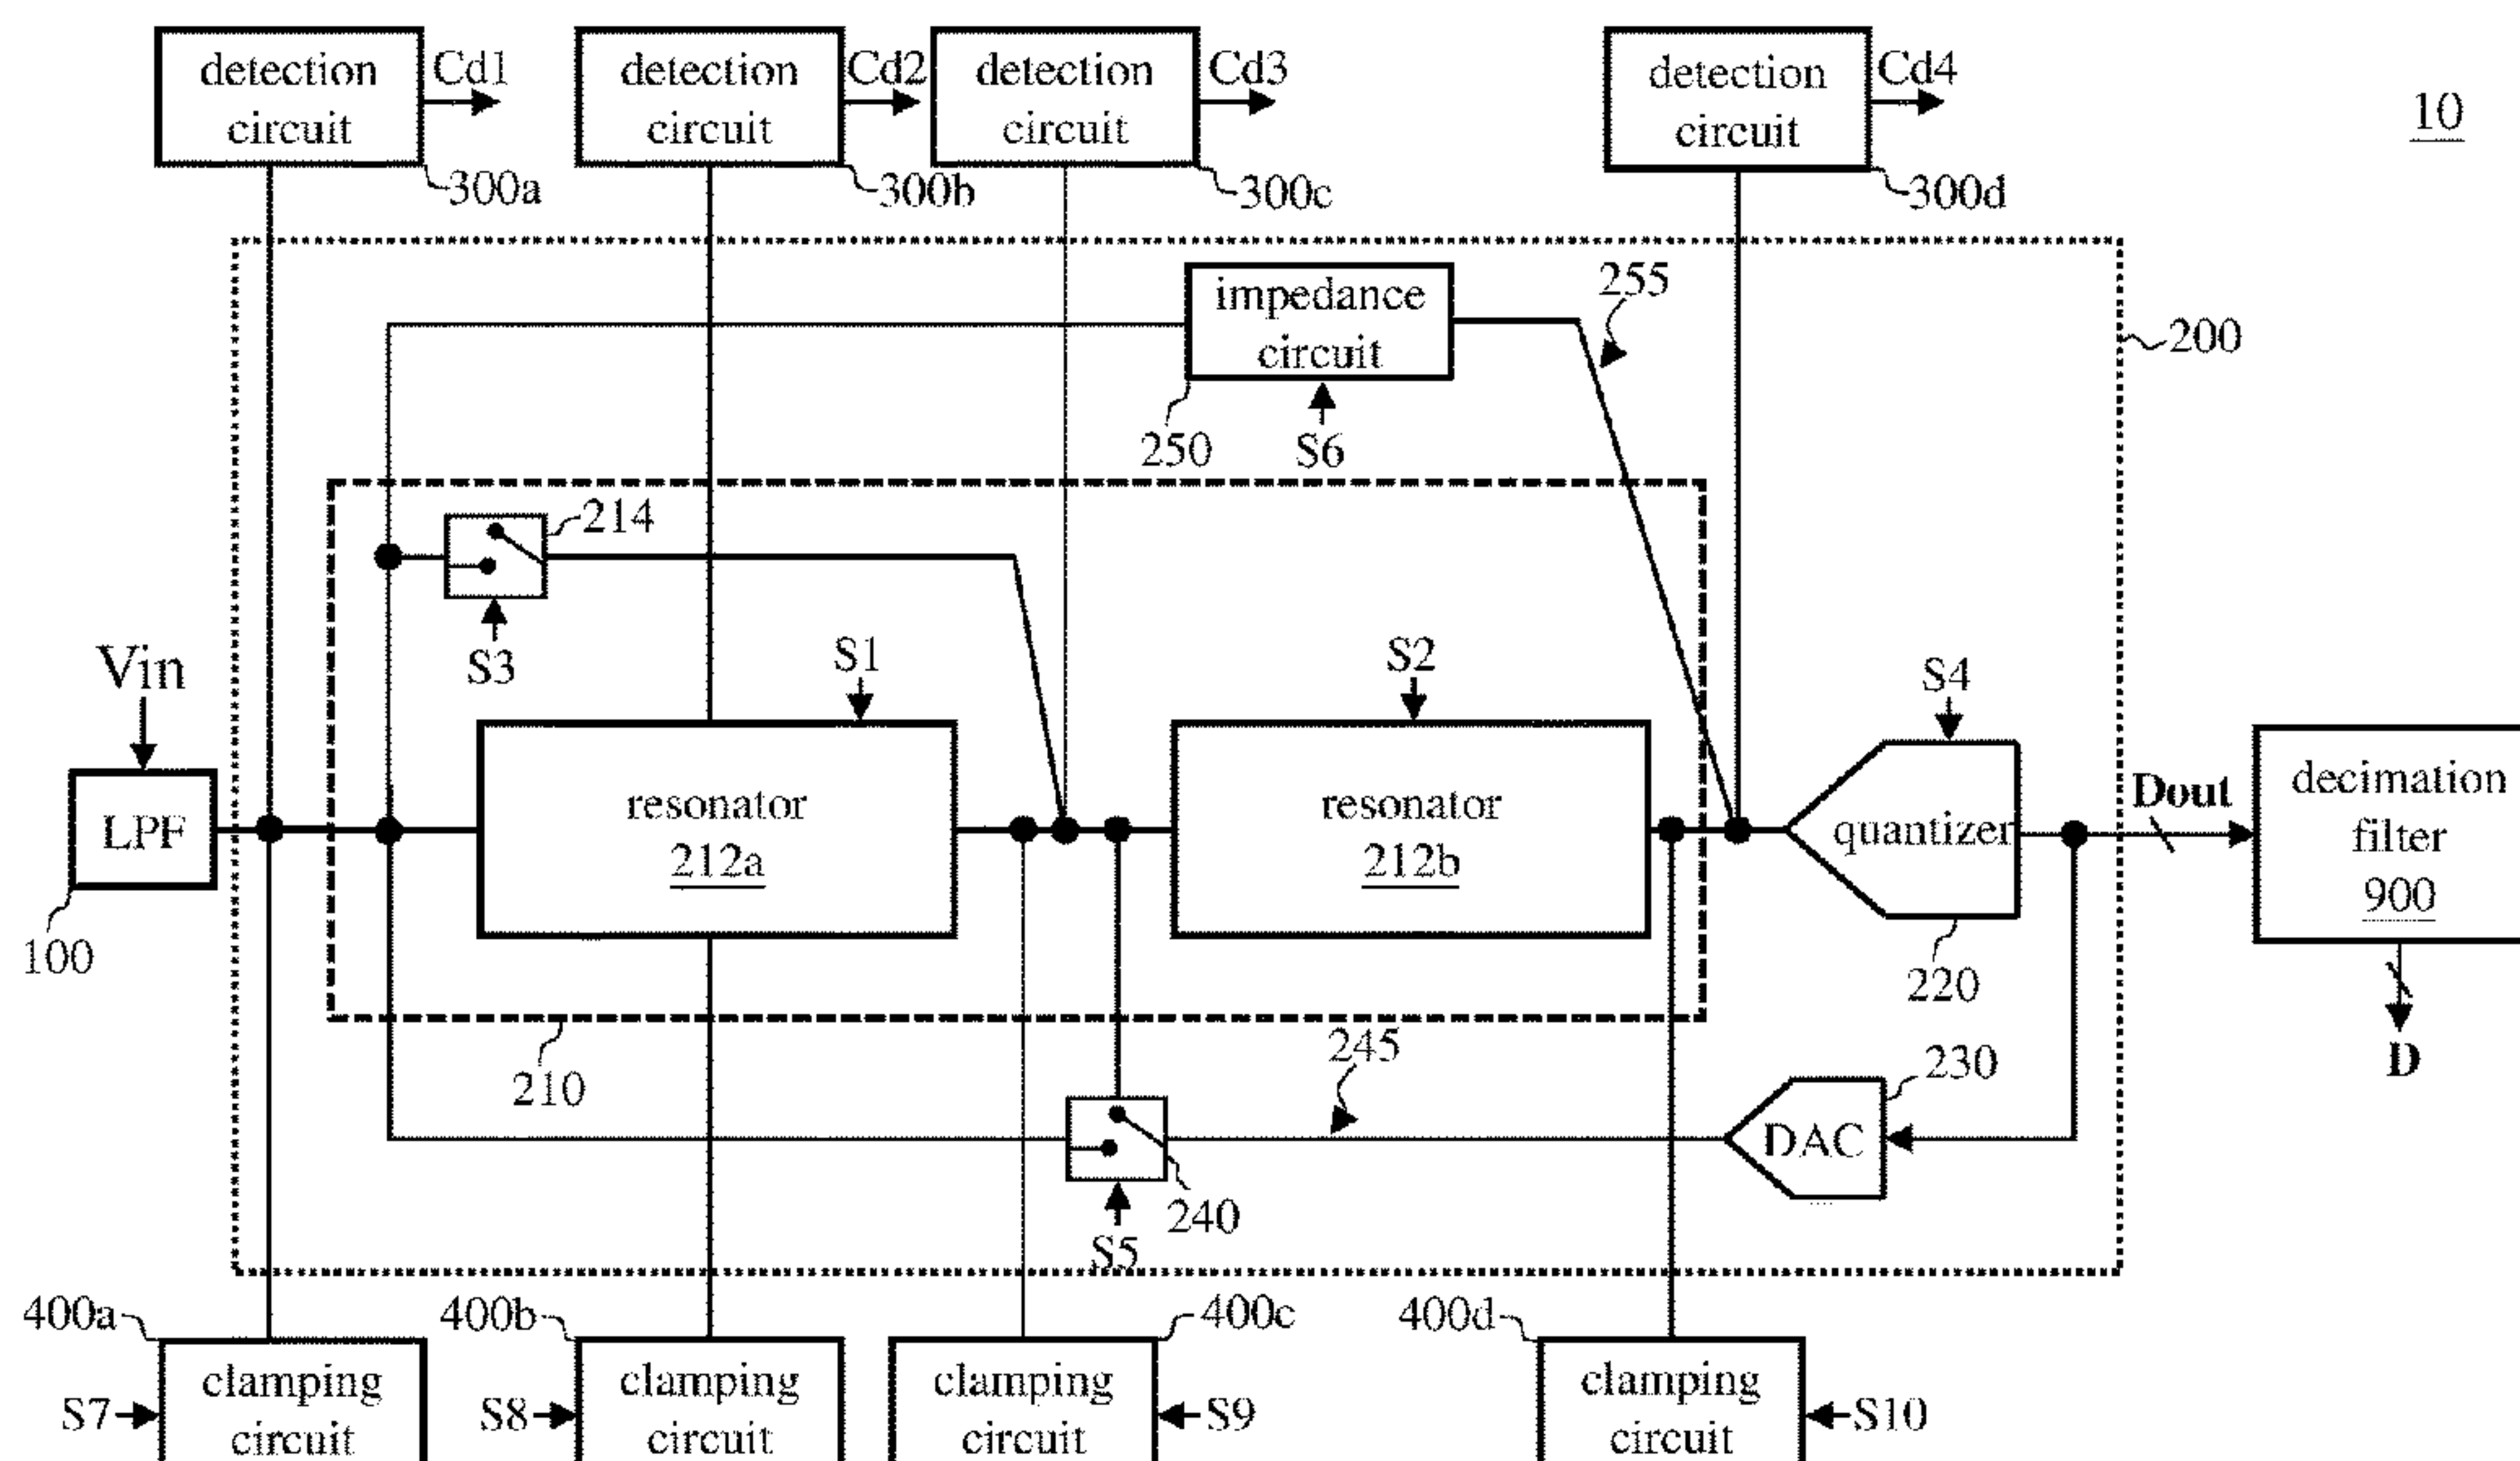 detection
circuit
Cd1
300a
detection
circuit
Cd2
300b
detection
circuit
Cd3
300c
detection
circuit
Cd4
300d
10
impedance
circuit
250
S6
255
200
214
S3
S1
S2
S4
Vin
LPF
100
resonator
212a
resonator
212b
quantizer
220
Dout
decimation
filter
900
D
210
245
230
DAC
240
S5
400a
clamping
circuit
S7
400b
clamping
circuit
S8
400c
clamping
circuit
S9
400d
clamping
circuit
S10